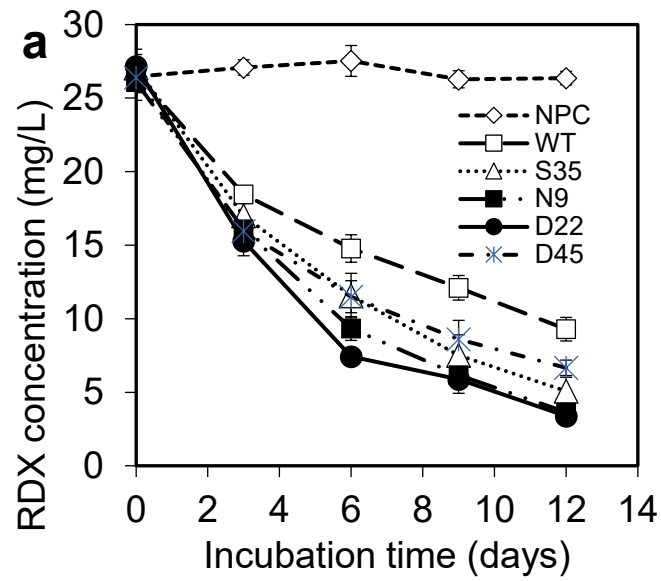 a
RDX concentration (mg/L)
30
25
20
15
10
5
0
NPC
WT
S35
N9
D22
D45
0 2 4 6 8 10 12 14
Incubation time (days)